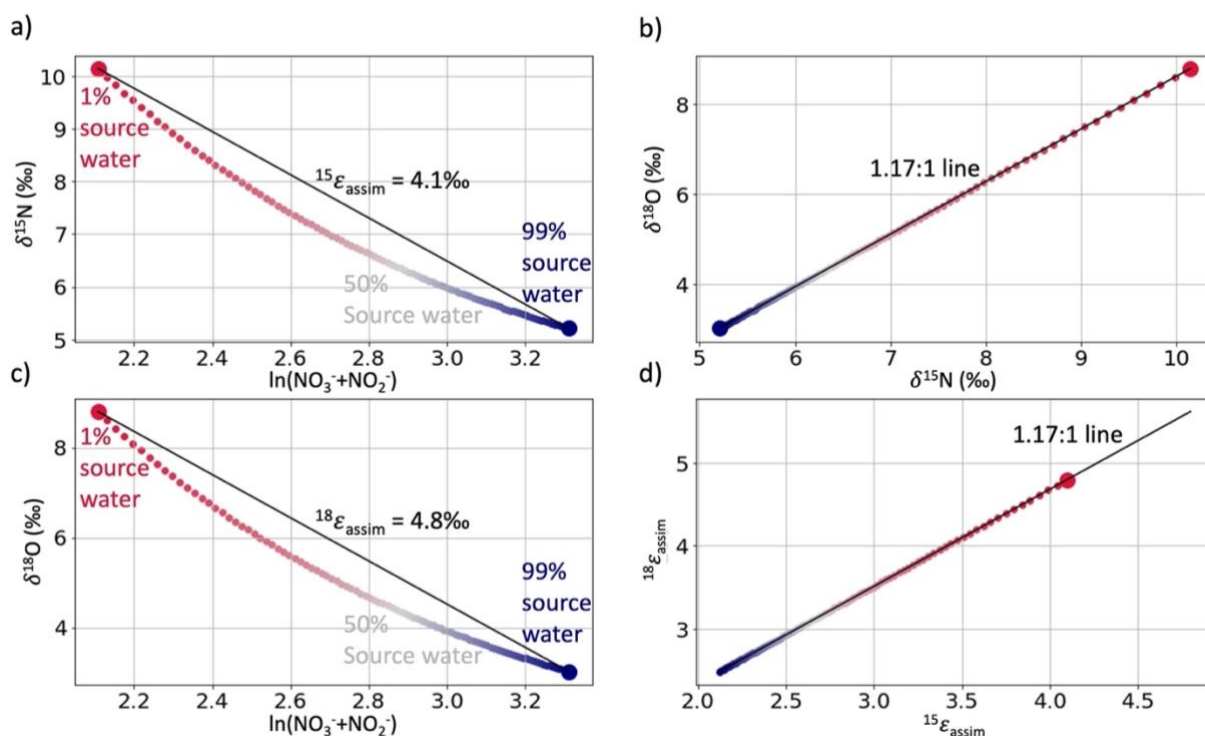 a)
10
9
8
7
6
5
δ¹⁵N (‰)
1%
source
water
¹⁵εassim = 4.1‰
50%
Source water
99%
source
water
2.2 2.4 2.6 2.8 3.0 3.2
ln(NO₃⁻+NO₂⁻)
b)
8
6
4
δ¹⁸O (‰)
1.17:1 line
5 6 7 8 9 10
δ¹⁵N (‰)
c)
8
6
4
δ¹⁸O (‰)
1%
source
water
¹⁸εassim = 4.8‰
50%
Source water
99%
source
water
2.2 2.4 2.6 2.8 3.0 3.2
ln(NO₃⁻+NO₂⁻)
d)
5
4
3
¹⁸εassim
1.17:1 line
2.0 2.5 3.0 3.5 4.0 4.5
¹⁵εassim